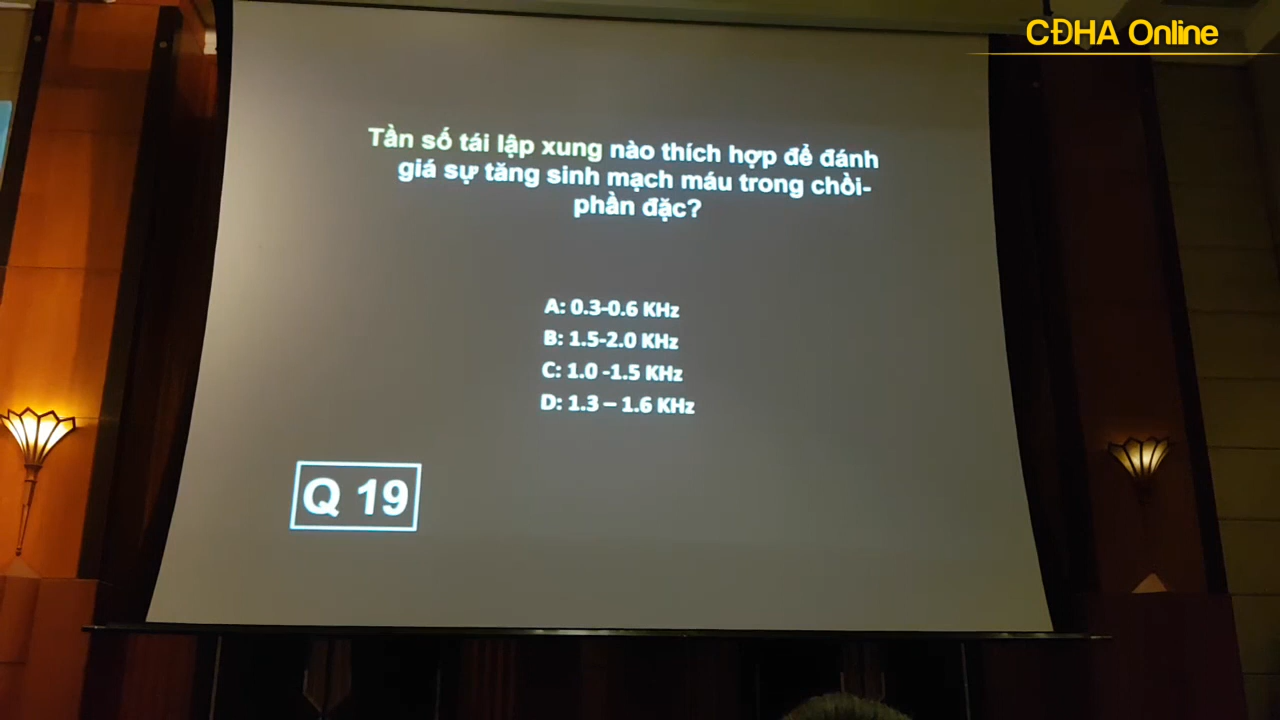 CĐHA Online
Tần số tái lập xung nào thích hợp để đánh
giá sự tăng sinh mạch máu trong chồi-
phần đặc?
A: 0.3-0.6 KHz
B: 1.5-2.0 KHz
C: 1.0 -1.5 KHz
D: 1.3 – 1.6 KHz
Q 19